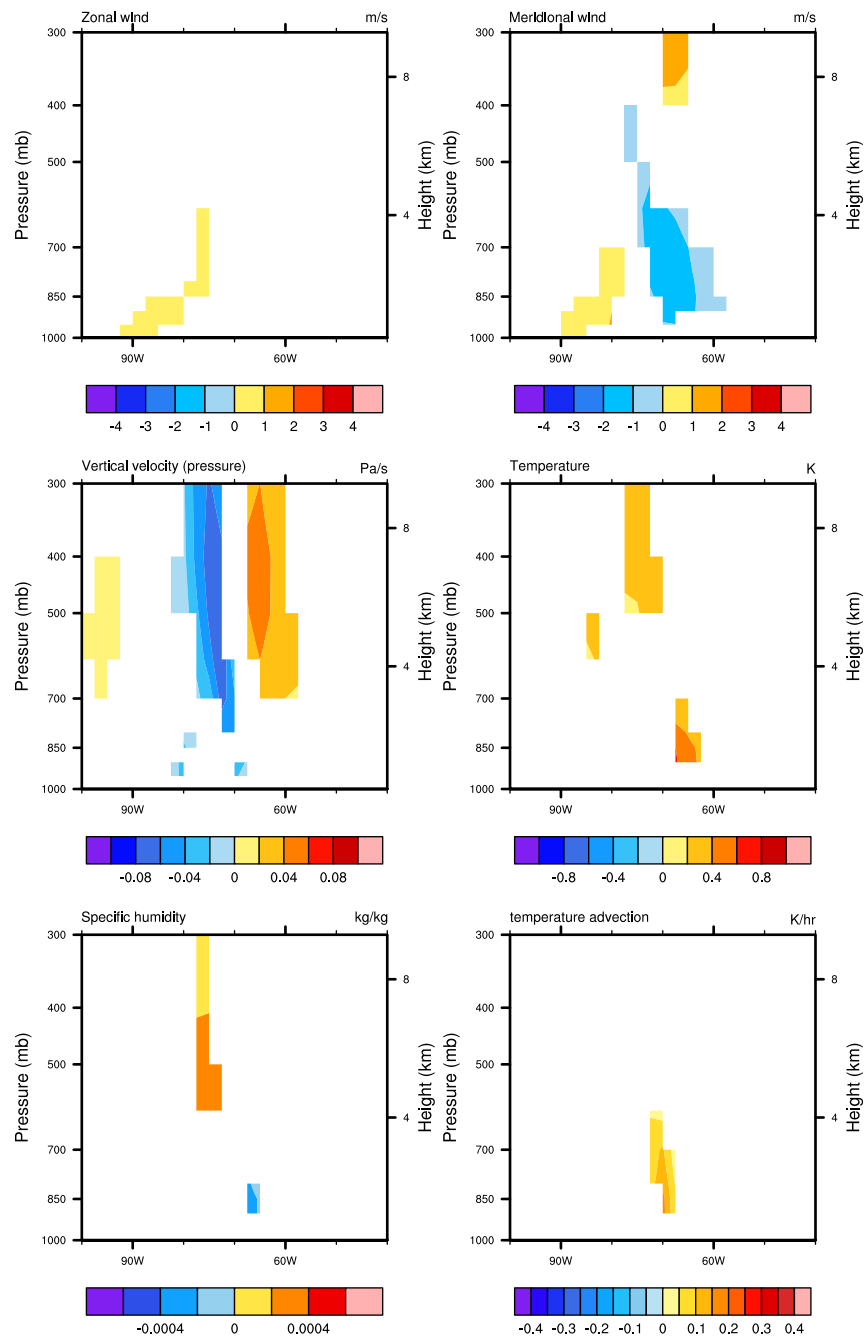 Zonal wind m/s
300
400
500
700
850
1000
Pressure (mb)
8
4
Height (km)
90W 60W
-4 -3 -2 -1 0 1 2 3 4
Meridional wind m/s
300
400
500
700
850
1000
Pressure (mb)
8
4
Height (km)
90W 60W
-4 -3 -2 -1 0 1 2 3 4
Vertical velocity (pressure) Pa/s
300
400
500
700
850
1000
Pressure (mb)
8
4
Height (km)
90W 60W
-0.08 -0.04 0 0.04 0.08
Temperature K
300
400
500
700
850
1000
Pressure (mb)
8
4
Height (km)
90W 60W
-0.8 -0.4 0 0.4 0.8
Specific humidity kg/kg
300
400
500
700
850
1000
Pressure (mb)
8
4
Height (km)
90W 60W
-0.0004 0 0.0004
temperature advection K/hr
300
400
500
700
850
1000
Pressure (mb)
8
4
Height (km)
90W 60W
-0.4 -0.3 -0.2 -0.1 0 0.1 0.2 0.3 0.4